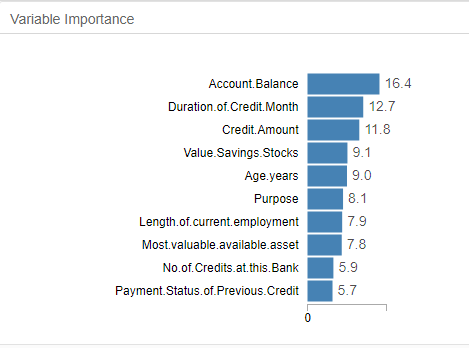 Variable Importance
Account.Balance 16.4
Duration.of.Credit.Month 12.7
Credit.Amount 11.8
Value.Savings.Stocks 9.1
Age.years 9.0
Purpose 8.1
Length.of.current.employment 7.9
Most.valuable.available.asset 7.8
No.of.Credits.at.this.Bank 5.9
Payment.Status.of.Previous.Credit 5.7
0